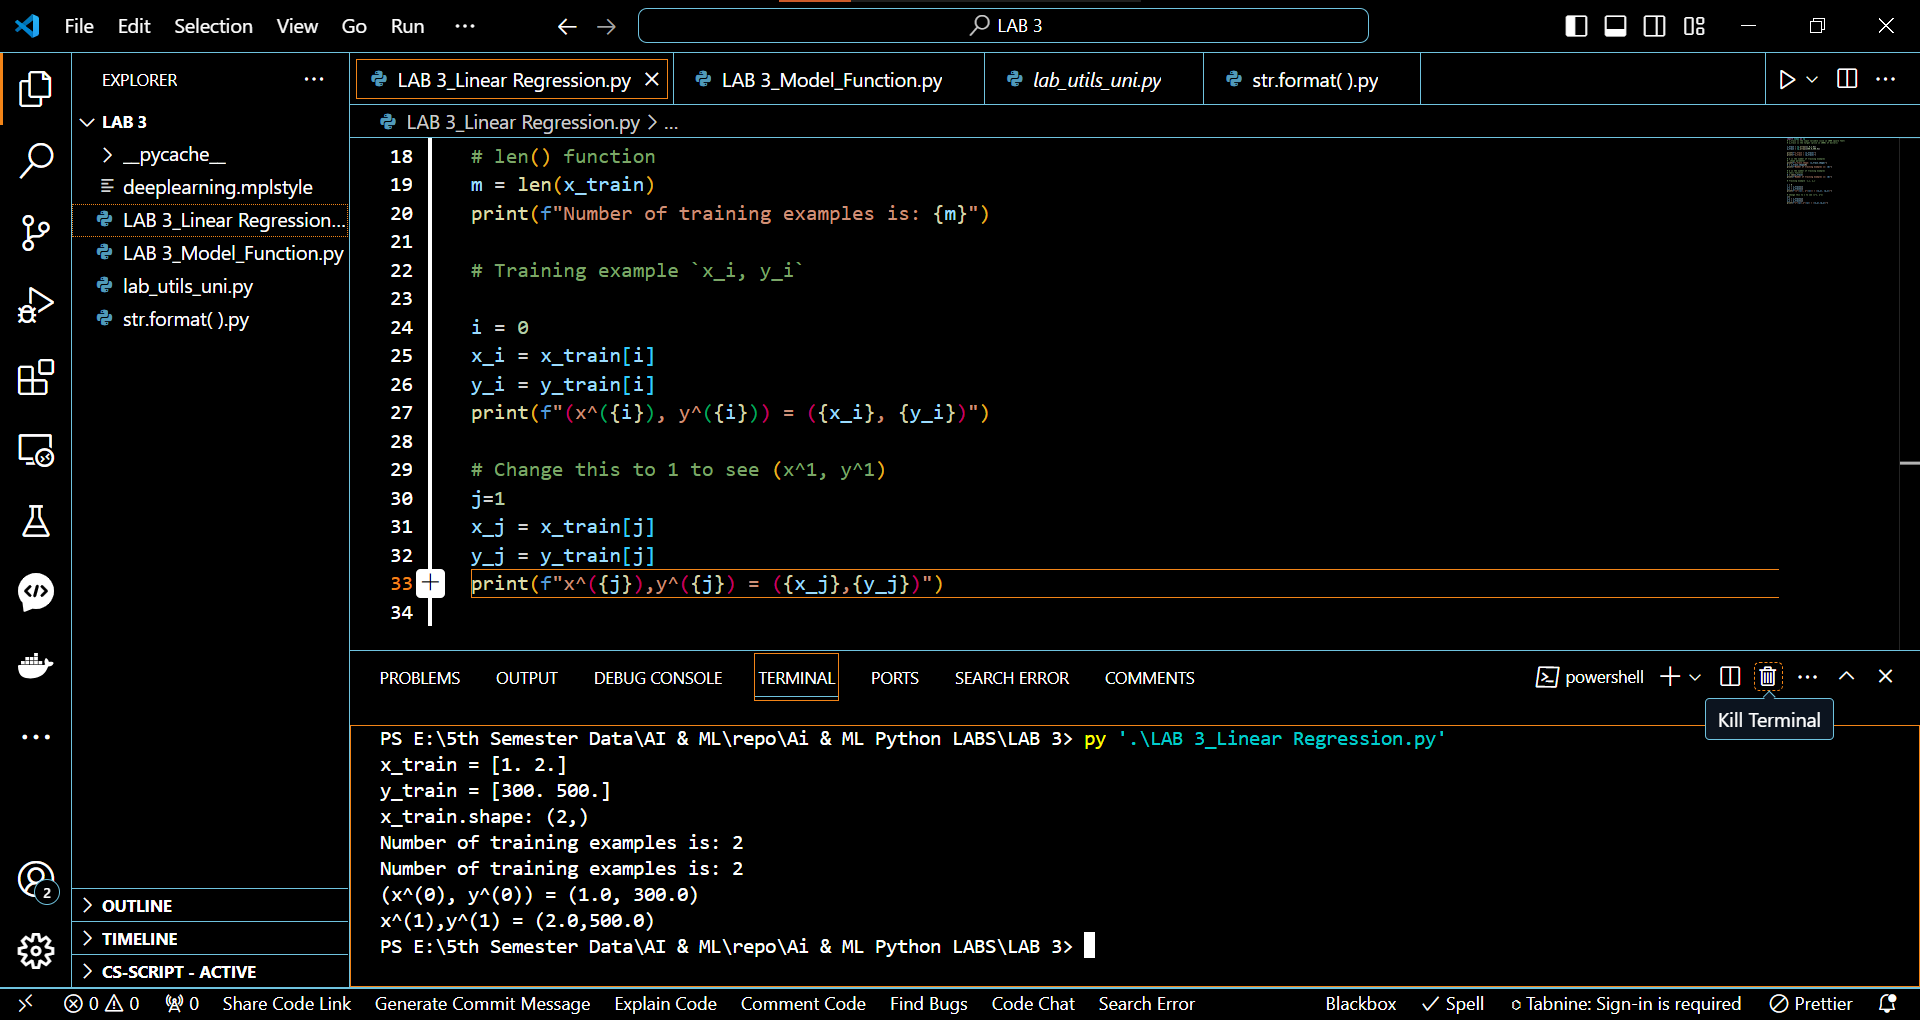 File Edit Selection View Go Run ···
LAB 3
EXPLORER ···
LAB 3
__pycache__
deeplearning.mplstyle
LAB 3_Linear Regression...
LAB 3_Model_Function.py
lab_utils_uni.py
str.format( ).py
OUTLINE
TIMELINE
CS-SCRIPT - ACTIVE
2
LAB 3_Linear Regression.py
LAB 3_Model_Function.py
lab_utils_uni.py
str.format( ).py
LAB 3_Linear Regression.py > ...
18 # len() function
19 m = len(x_train)
20 print(f"Number of training examples is: {m}")
21
22 # Training example `x_i, y_i`
23
24 i = 0
25 x_i = x_train[i]
26 y_i = y_train[i]
27 print(f"(x^({i}), y^({i})) = ({x_i}, {y_i})")
28
29 # Change this to 1 to see (x^1, y^1)
30 j=1
31 x_j = x_train[j]
32 y_j = y_train[j]
33 print(f"x^({j}),y^({j}) = ({x_j},{y_j})")
34
PROBLEMS OUTPUT DEBUG CONSOLE TERMINAL PORTS SEARCH ERROR COMMENTS
powershell
Kill Terminal
PS E:\5th Semester Data\AI & ML\repo\Ai & ML Python LABS\LAB 3> py '.\LAB 3_Linear Regression.py'
x_train = [1. 2.]
y_train = [300. 500.]
x_train.shape: (2,)
Number of training examples is: 2
Number of training examples is: 2
(x^(0), y^(0)) = (1.0, 300.0)
x^(1),y^(1) = (2.0,500.0)
PS E:\5th Semester Data\AI & ML\repo\Ai & ML Python LABS\LAB 3>
0 0 0 Share Code Link Generate Commit Message Explain Code Comment Code Find Bugs Code Chat Search Error Blackbox Spell Tabnine: Sign-in is required Prettier